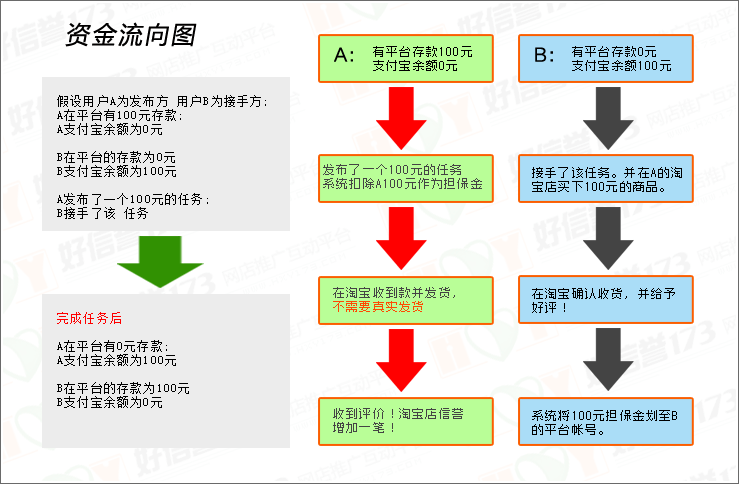 资金流向图
假设用户A为发布方 用户B为接手方;
A在平台有100元存款;
A支付宝余额为0元
B在平台的存款为0元
B支付宝余额为100元
A发布了一个100元的任务;
B接手了该 任务
完成任务后
A在平台有0元存款;
A支付宝余额为100元
B在平台的存款为100元
B支付宝余额为0元
A: 有平台存款100元
支付宝余额0元
发布了一个100元的任务
系统扣除A100元作为担保金
在淘宝收到款并发货,
不需要真实发货
收到评价!淘宝店信誉
增加一笔!
B: 有平台存款0元
支付宝余额100元
接手了该任务。并在A的淘
宝店买下100元的商品。
在淘宝确认收货,并给予
好评!
系统将100元担保金划至B
的平台帐号。
好信誉173
网店推广互动平台